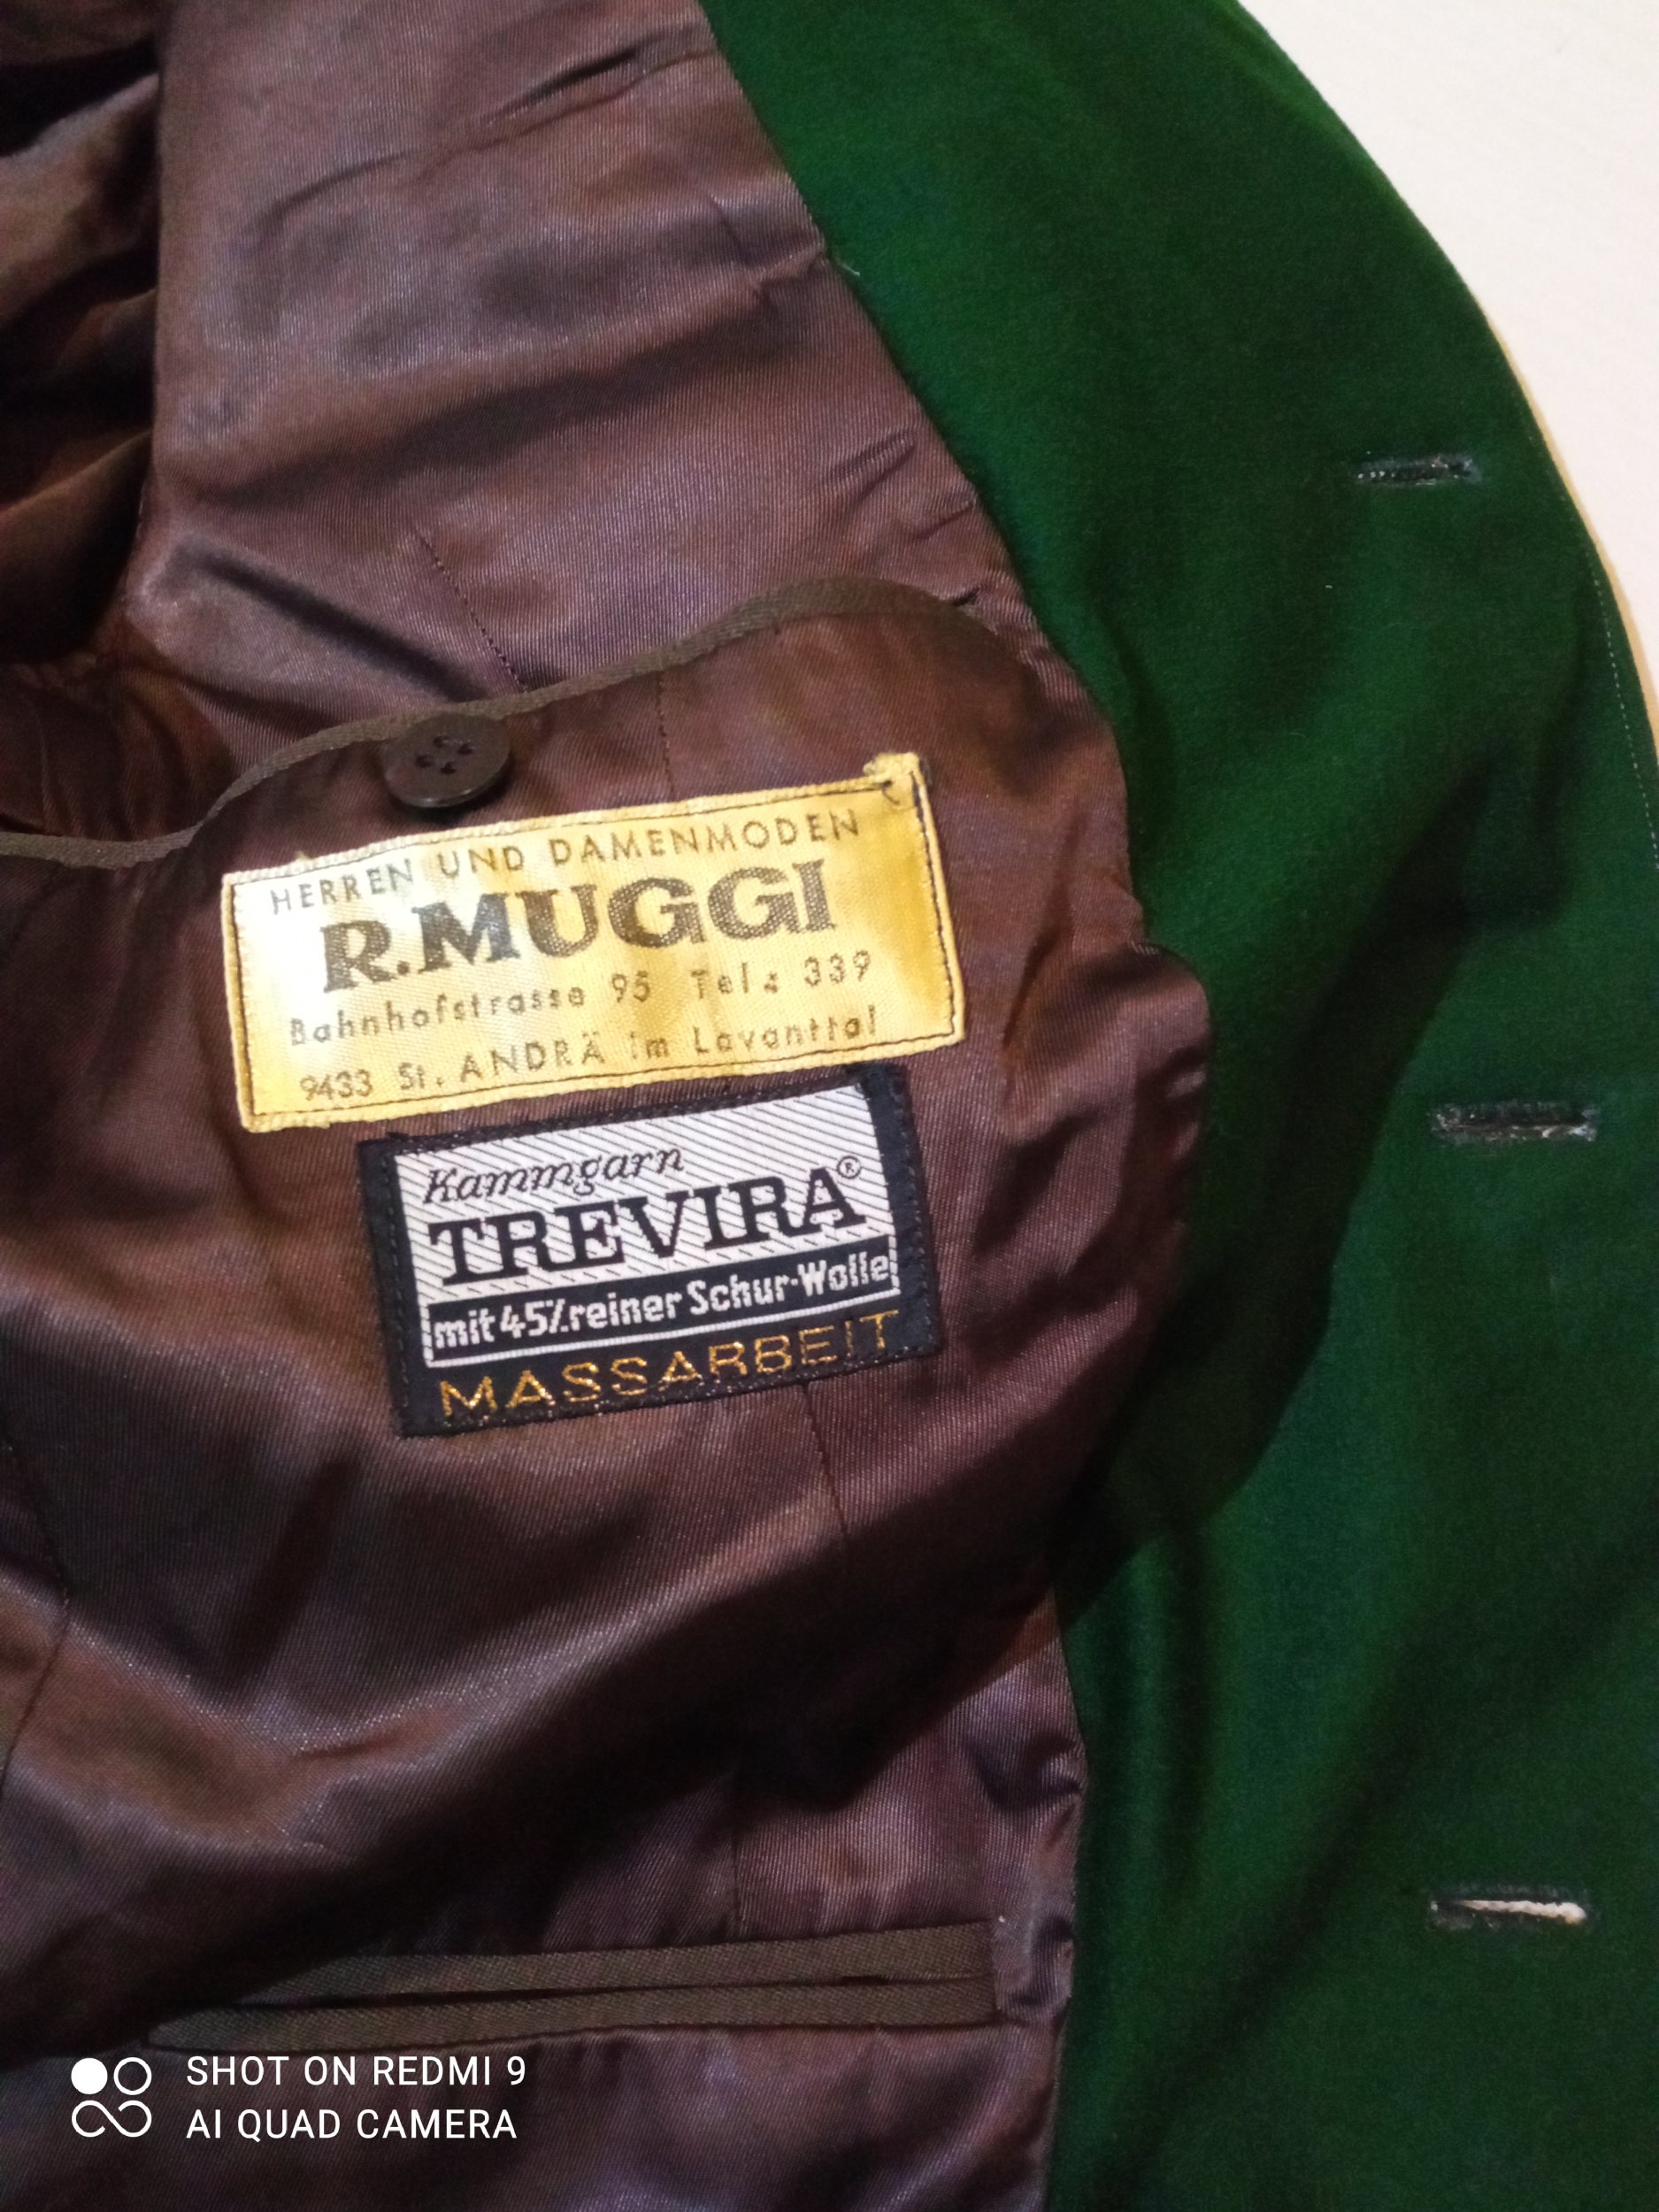 HERREN UND DAMENMODEN
R.MUGGI
Bahnhofstrasse 95 Tel: 339
9433 St. ANDRÄ im Lavanttal
Kammgarn
TREVIRA®
mit 45% reiner Schur-Wolle
MASSARBEIT
SHOT ON REDMI 9
AI QUAD CAMERA